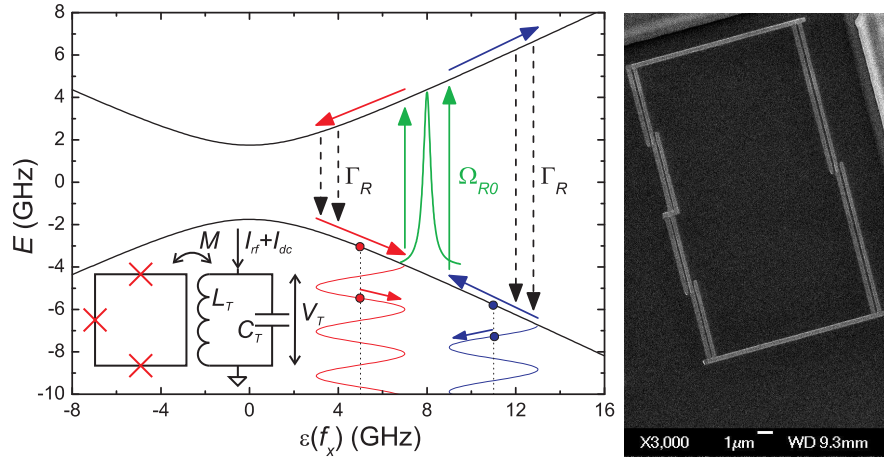 8
6
4
2
0
-2
-4
-6
-8
-10
E (GHz)
Γ_R
Ω_R0
Γ_R
M
I_rf+I_dc
L_T
C_T
V_T
-8 -4 0 4 8 12 16
ε(f_x) (GHz)
X3,000 1μm WD 9.3mm